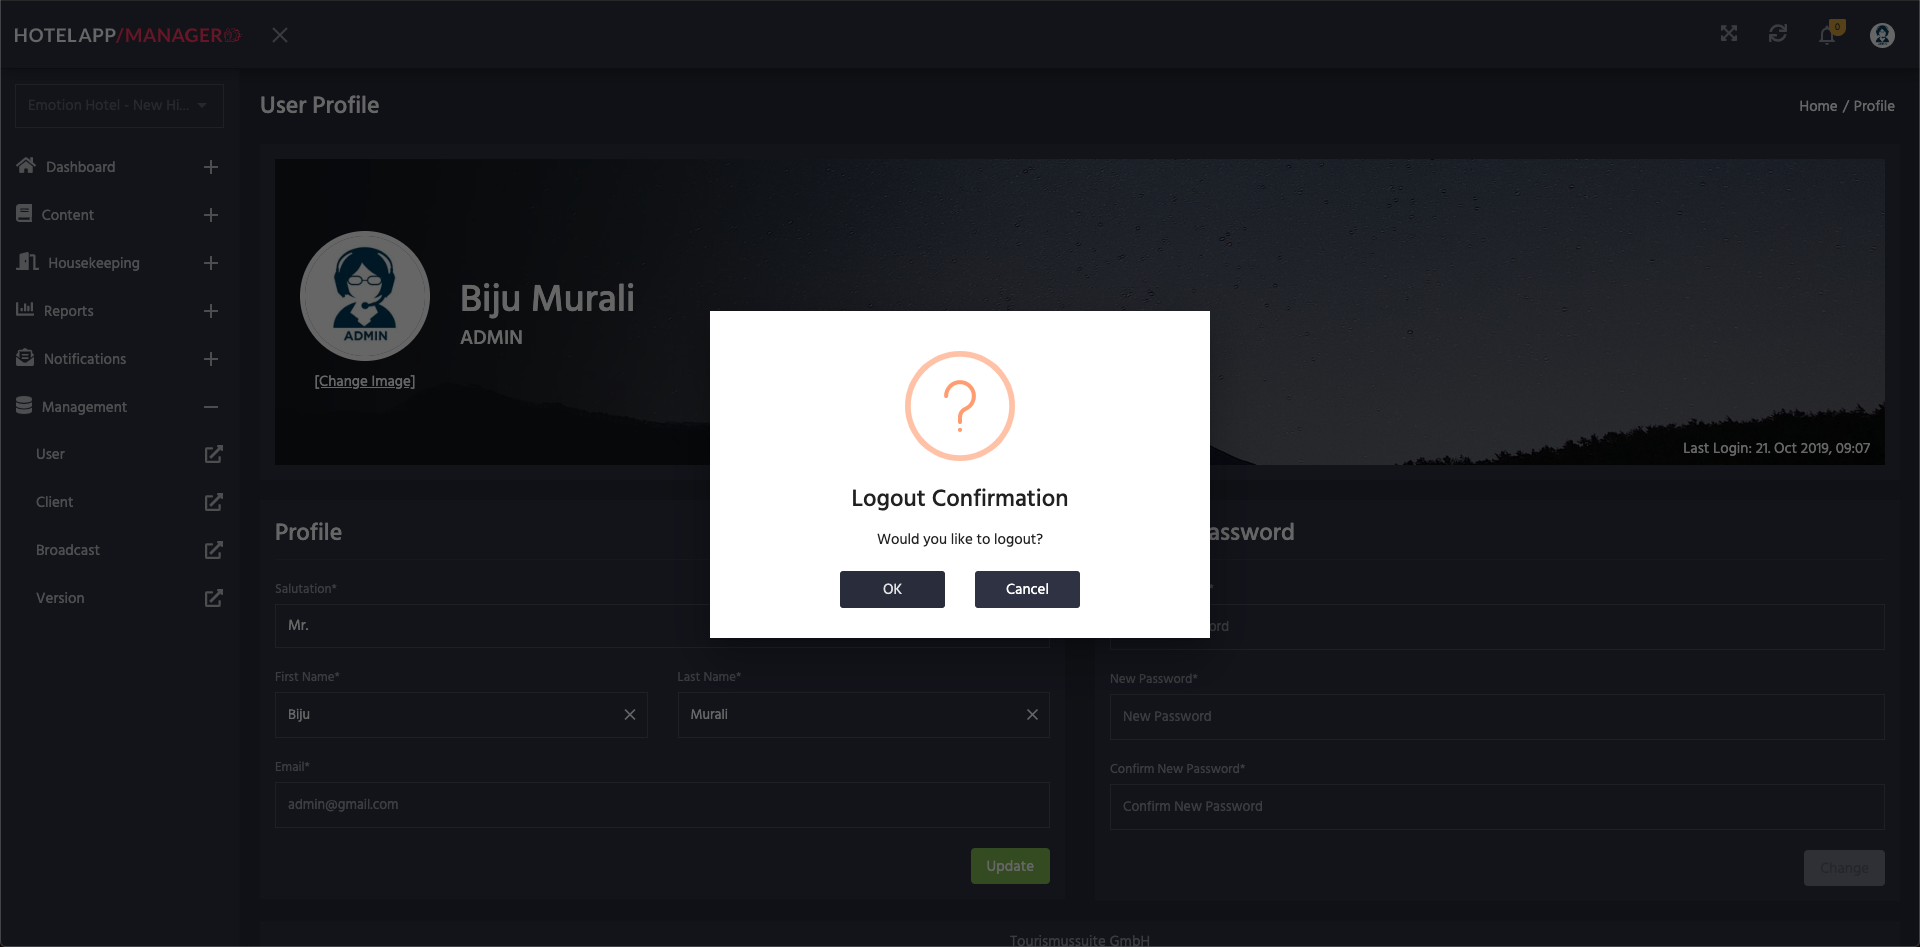 HOTELAPP/MANAGER
0
Emotion Hotel - New Hi...
User Profile
Home / Profile
Dashboard
Content
Housekeeping
Reports
Notifications
Management
User
Client
Broadcast
Version
ADMIN
[Change Image]
Biju Murali
ADMIN
Last Login: 21. Oct 2019, 09:07
?
Logout Confirmation
Would you like to logout?
OK
Cancel
Profile
Salutation*
Mr.
First Name*
Biju
Last Name*
Murali
Email*
admin@gmail.com
Update
assword
*
ord
New Password*
New Password
Confirm New Password*
Confirm New Password
Change
Tourismussuite GmbH